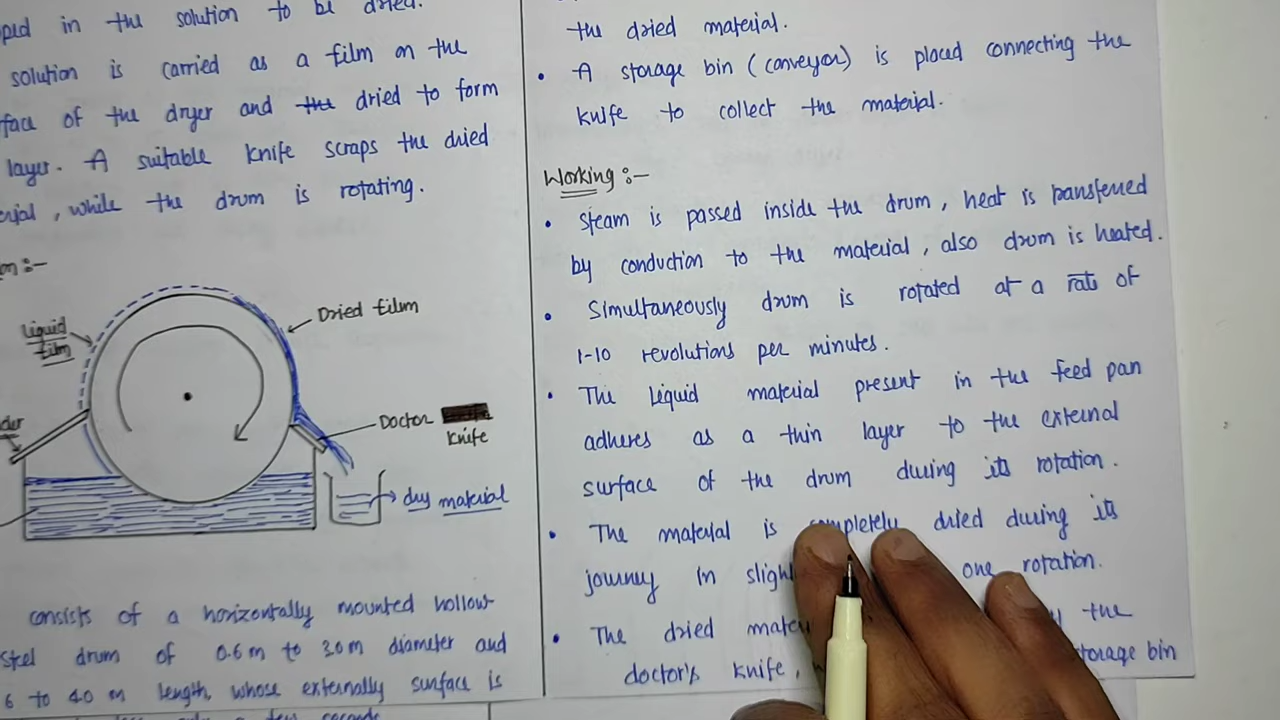 in the solution to be dried.
solution is carried as a film on the
face of the dryer and the dried to form
layer. A suitable knife scraps the dried
, while the drum is rotating.
:-
Liquid
film
Dried film
Doctor
knife
dry material
consists of a horizontally mounted hollow
steel drum of 0.6m to 3.0m diameter and
6 to 4.0 m length, whose externally surface is
the dried material.
• A storage bin (conveyor) is placed connecting the
knife to collect the material.
Working :-
• Steam is passed inside the drum, heat is transferred
by conduction to the material, also drum is heated.
• Simultaneously drum is rotated at a rate of
1-10 revolutions per minutes.
• The liquid material present in the feed pan
adheres as a thin layer to the external
surface of the drum during its rotation.
• The material is completely dried during its
journey in one rotation.
• The dried the
doctor's knife, storage bin